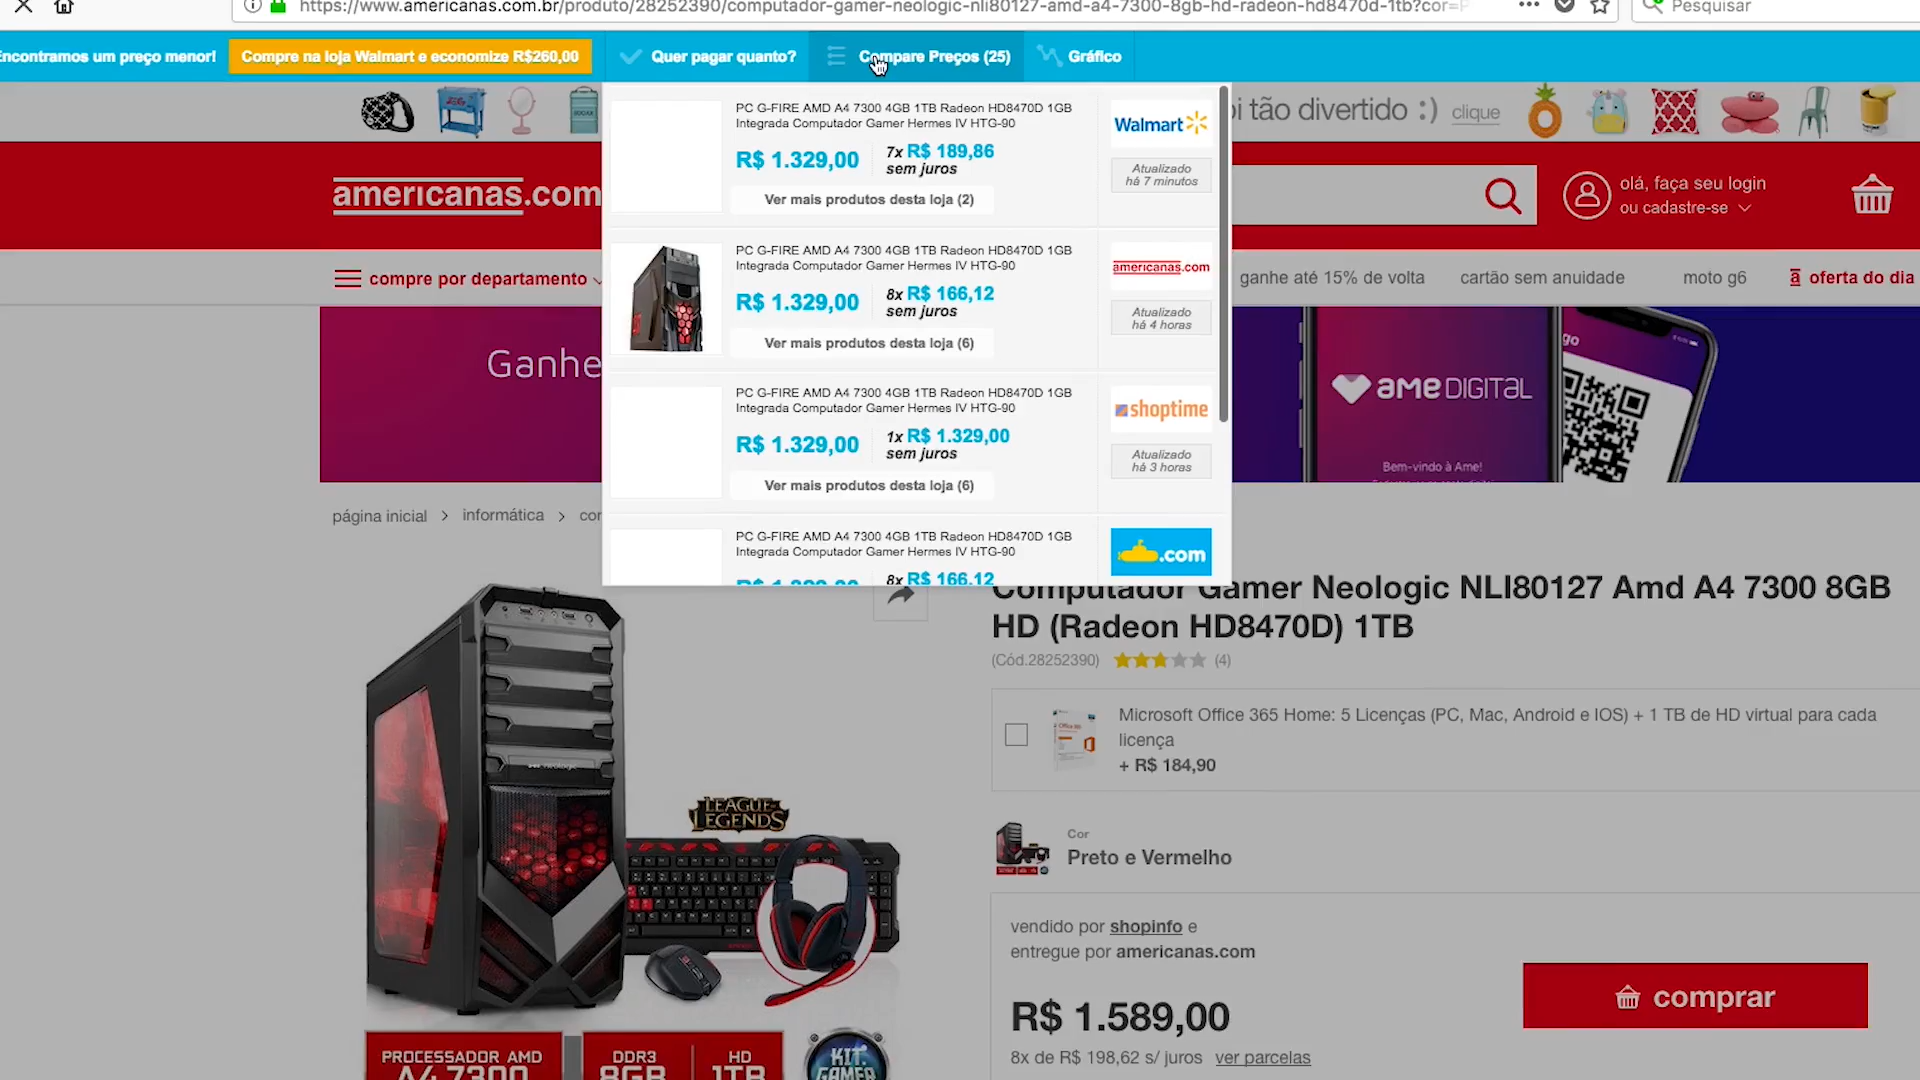 https://www.americanas.com.br/produto/28252390/computador-gamer-neologic-nli80127-amd-a4-7300-8gb-hd-radeon-hd8470d-1tb?cor=P
Pesquisar
Encontramos um preço menor!
Compre na loja Walmart e economize R$260,00
Quer pagar quanto?
Compare Preços (25)
Gráfico
PC G-FIRE AMD A4 7300 4GB 1TB Radeon HD8470D 1GB
Integrada Computador Gamer Hermes IV HTG-90
R$ 1.329,00
7x R$ 189,86
sem juros
Ver mais produtos desta loja (2)
Walmart
Atualizado
há 7 minutos
PC G-FIRE AMD A4 7300 4GB 1TB Radeon HD8470D 1GB
Integrada Computador Gamer Hermes IV HTG-90
R$ 1.329,00
8x R$ 166,12
sem juros
Ver mais produtos desta loja (6)
americanas.com
Atualizado
há 4 horas
PC G-FIRE AMD A4 7300 4GB 1TB Radeon HD8470D 1GB
Integrada Computador Gamer Hermes IV HTG-90
R$ 1.329,00
1x R$ 1.329,00
sem juros
Ver mais produtos desta loja (6)
shoptime
Atualizado
há 3 horas
PC G-FIRE AMD A4 7300 4GB 1TB Radeon HD8470D 1GB
Integrada Computador Gamer Hermes IV HTG-90
8x R$ 166,12
.com
tão divertido :) clique
americanas.com
olá, faça seu login
ou cadastre-se
compre por departamento
ganhe até 15% de volta
cartão sem anuidade
moto g6
oferta do dia
Ganhe
AME DIGITAL
Bem-vindo à Ame!
página inicial > informática >
Computador Gamer Neologic NLI80127 Amd A4 7300 8GB
HD (Radeon HD8470D) 1TB
(Cód.28252390)
(4)
Microsoft Office 365 Home: 5 Licenças (PC, Mac, Android e IOS) + 1 TB de HD virtual para cada
licença
+ R$ 184,90
Cor
Preto e Vermelho
vendido por shopinfo e
entregue por americanas.com
R$ 1.589,00
8x de R$ 198,62 s/ juros ver parcelas
comprar
neologic
LEAGUE OF
LEGENDS
PROCESSADOR AMD
A4 7300
DDR3
8GB
HD
1TB
KIT
GAMER